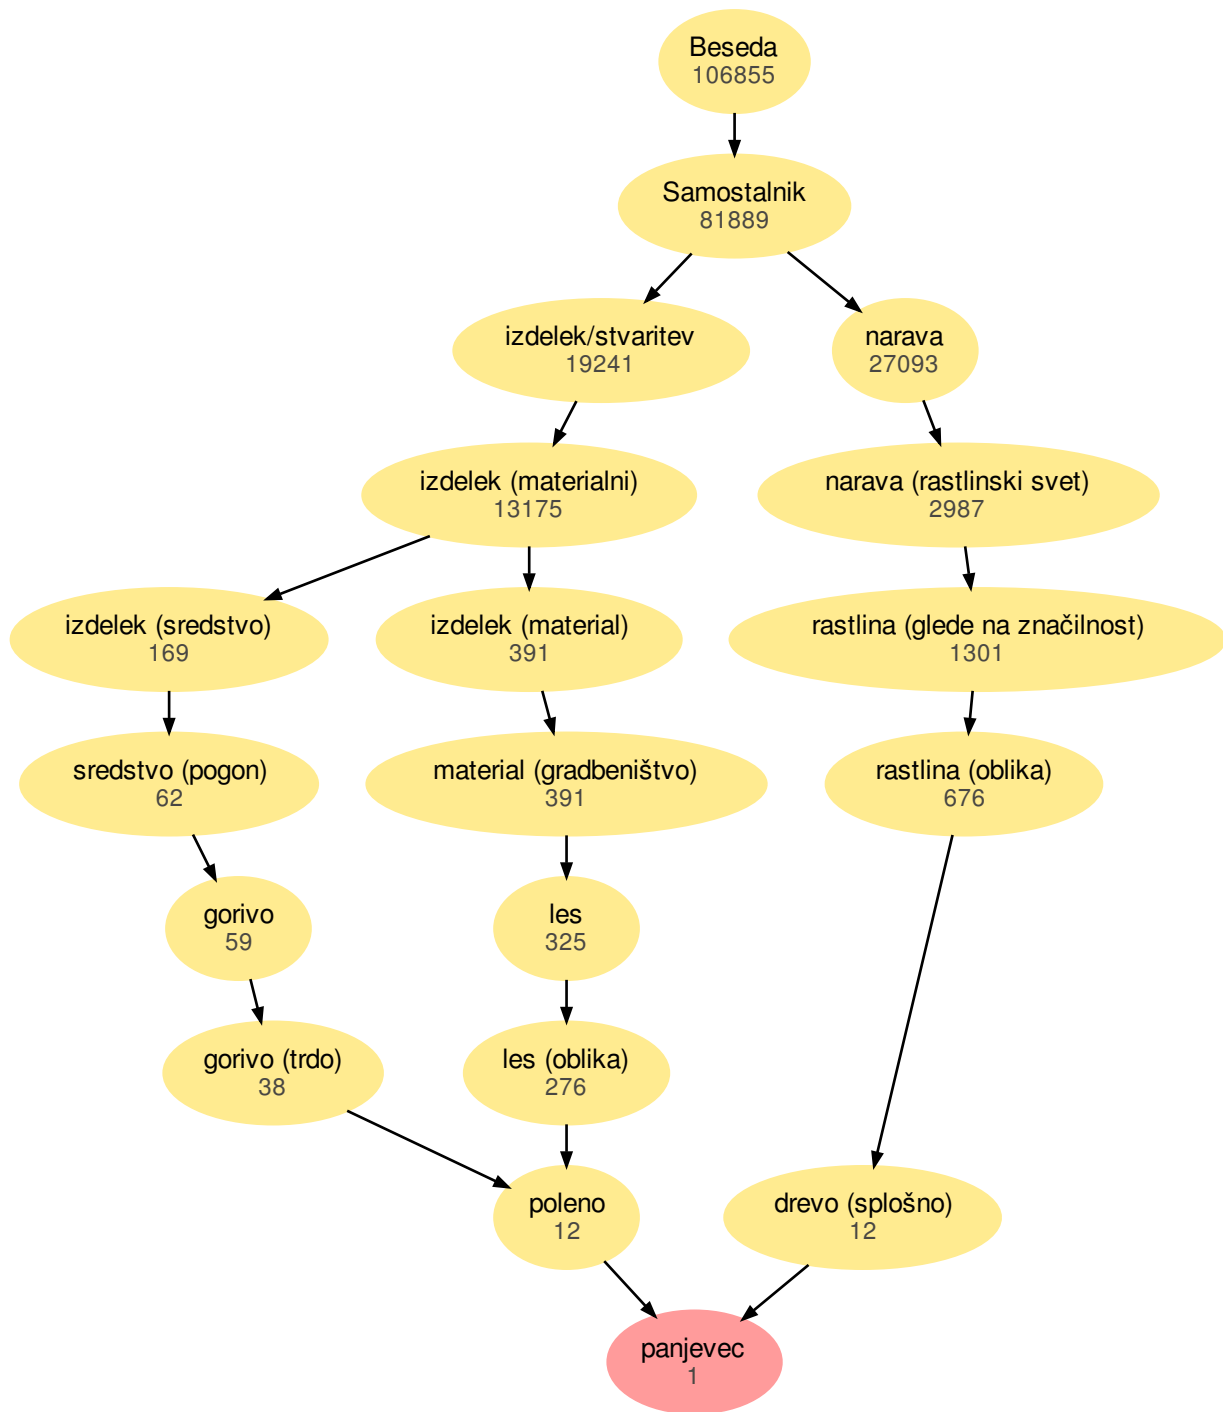 Beseda
106855
Samostalnik
81889
izdelek/stvaritev
19241
narava
27093
izdelek (materialni)
13175
narava (rastlinski svet)
2987
izdelek (sredstvo)
169
izdelek (material)
391
rastlina (glede na značilnost)
1301
sredstvo (pogon)
62
material (gradbeništvo)
391
rastlina (oblika)
676
gorivo
59
les
325
gorivo (trdo)
38
les (oblika)
276
poleno
12
drevo (splošno)
12
panjevec
1